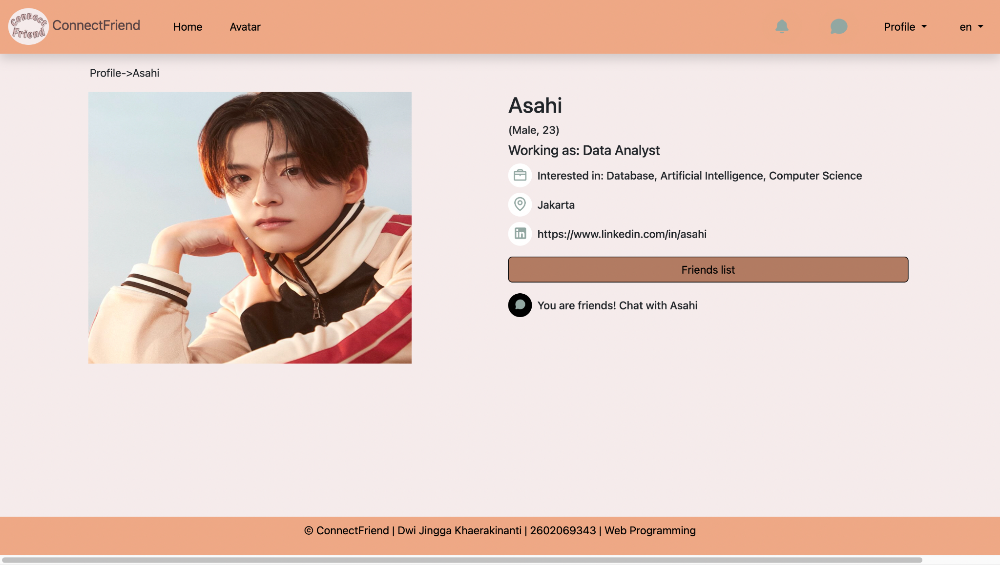 Connect
Friend
ConnectFriend
Home
Avatar
Profile
en
Profile->Asahi
Asahi
(Male, 23)
Working as: Data Analyst
Interested in: Database, Artificial Intelligence, Computer Science
Jakarta
in
https://www.linkedin.com/in/asahi
Friends list
You are friends! Chat with Asahi
© ConnectFriend | Dwi Jingga Khaerakinanti | 2602069343 | Web Programming